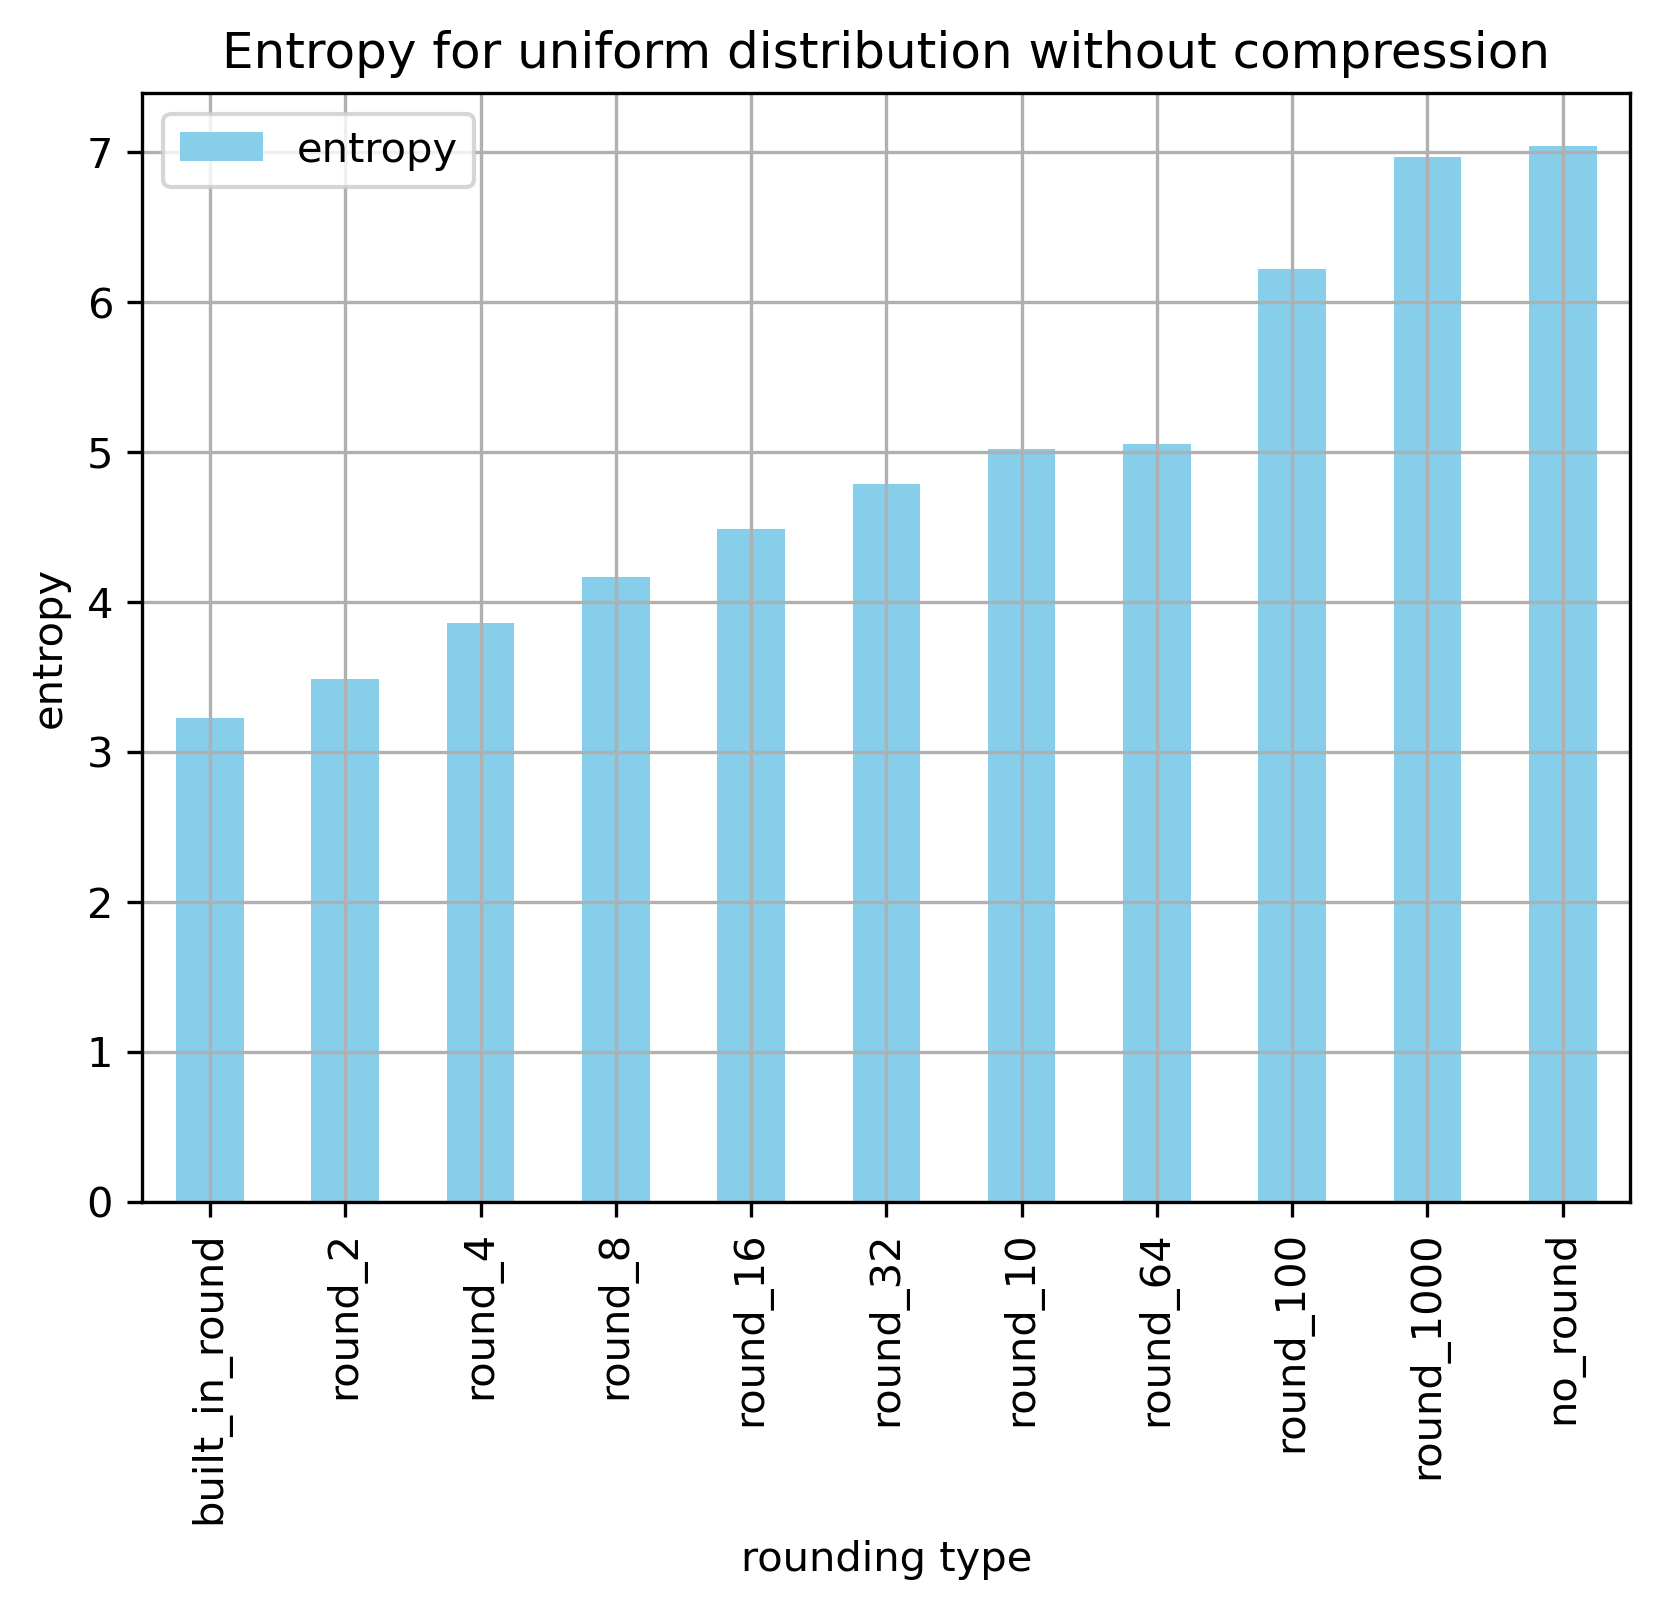 Entropy for uniform distribution without compression
entropy
7
6
5
4
3
2
1
0
entropy
built_in_round
round_2
round_4
round_8
round_16
round_32
round_10
round_64
round_100
round_1000
no_round
rounding type